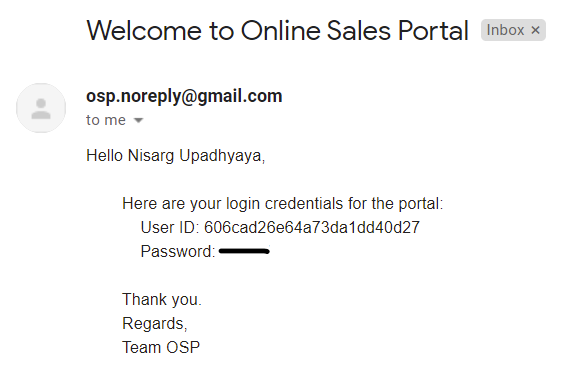 Welcome to Online Sales Portal Inbox ×
osp.noreply@gmail.com
to me
Hello Nisarg Upadhyaya,
Here are your login credentials for the portal:
User ID: 606cad26e64a73da1dd40d27
Password:
Thank you.
Regards,
Team OSP